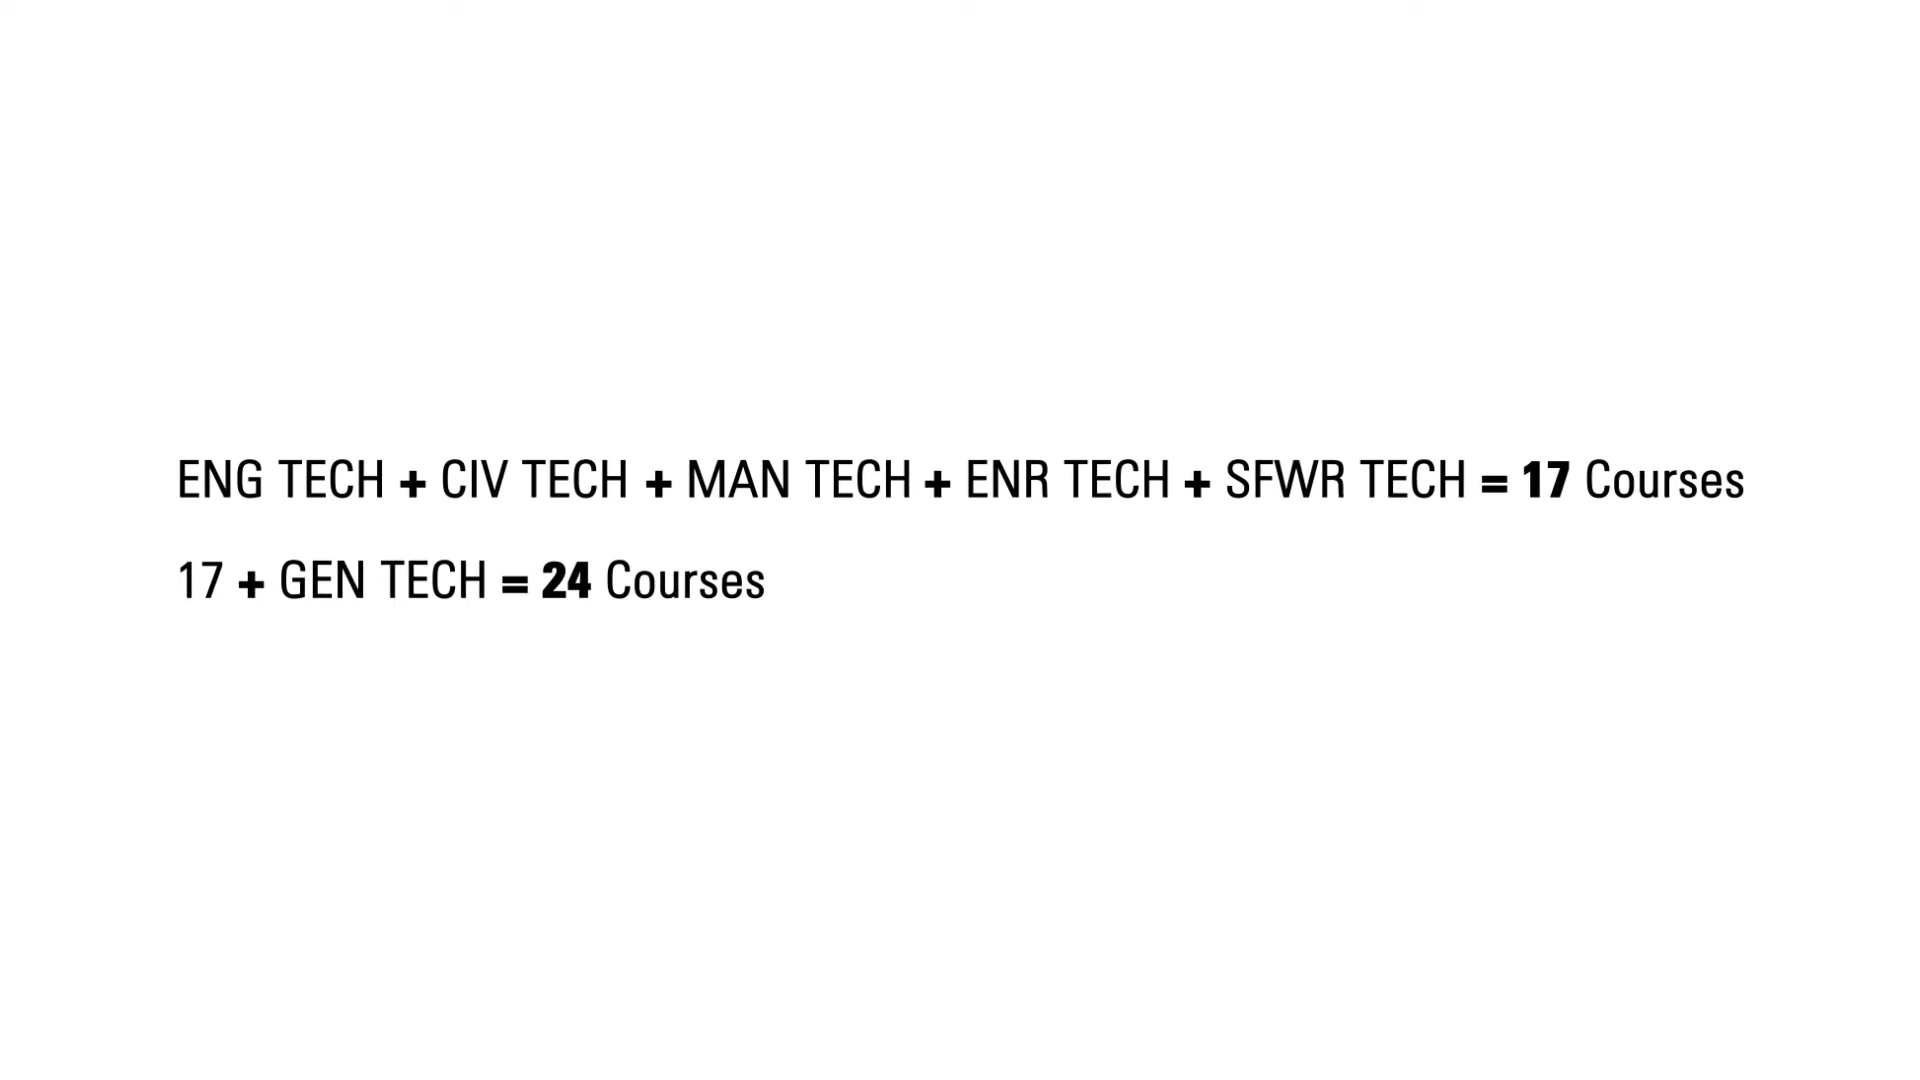 ENG TECH + CIV TECH + MAN TECH + ENR TECH + SFWR TECH = 17 Courses
17 + GEN TECH = 24 Courses